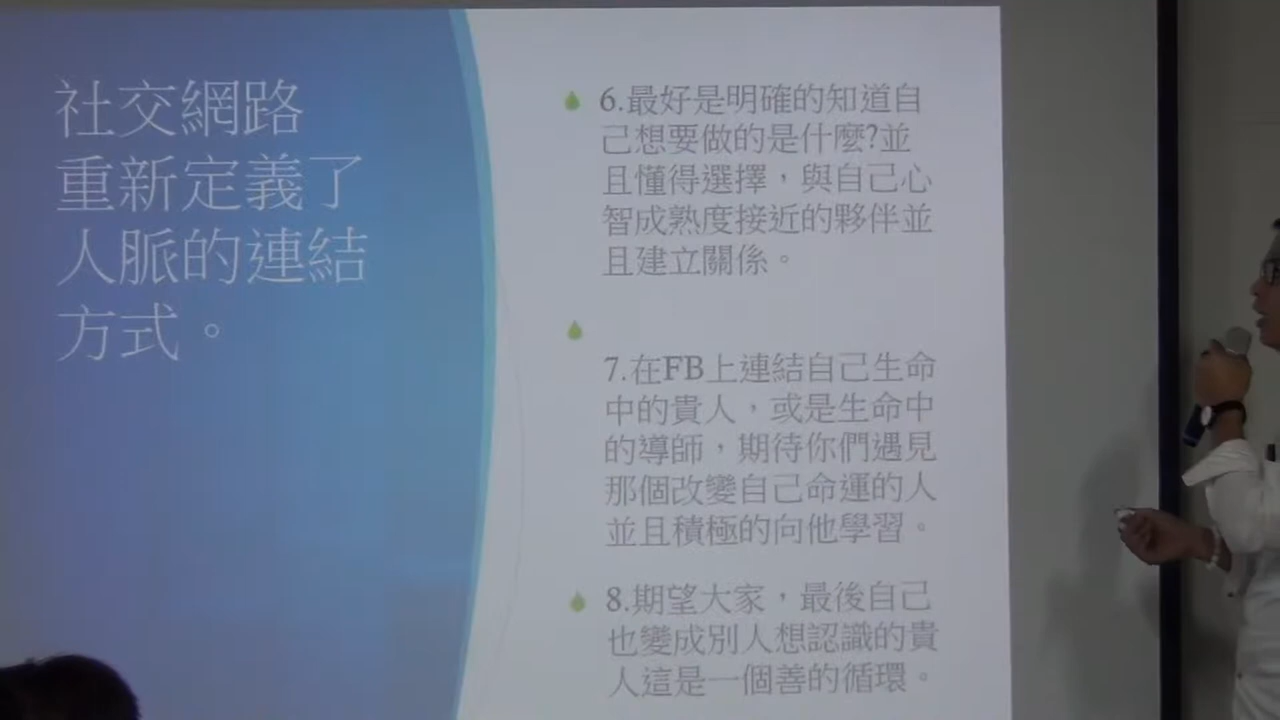 社交網路
重新定義了
人脈的連結
方式。
6.最好是明確的知道自
己想要做的是什麼?並
且懂得選擇，與自己心
智成熟度接近的夥伴並
且建立關係。
7.在FB上連結自己生命
中的貴人，或是生命中
的導師，期待你們遇見
那個改變自己命運的人
並且積極的向他學習。
8.期望大家，最後自己
也變成別人想認識的貴
人這是一個善的循環。